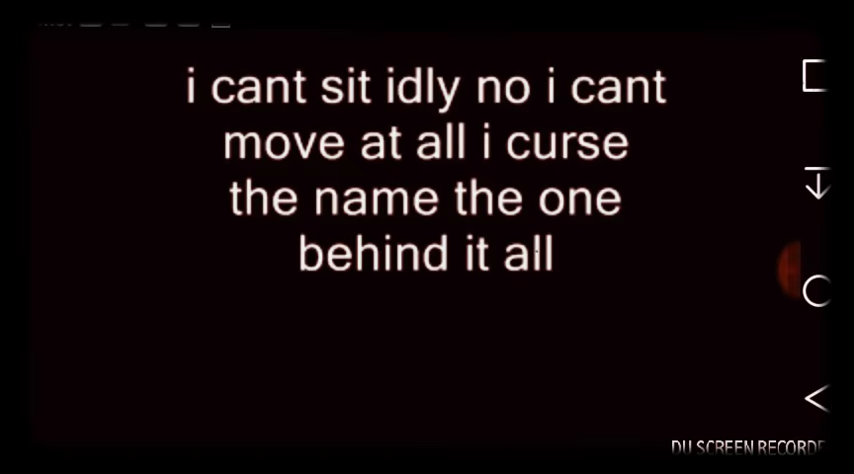 i cant sit idly no i cant
move at all i curse
the name the one
behind it all
DU SCREEN RECORDE